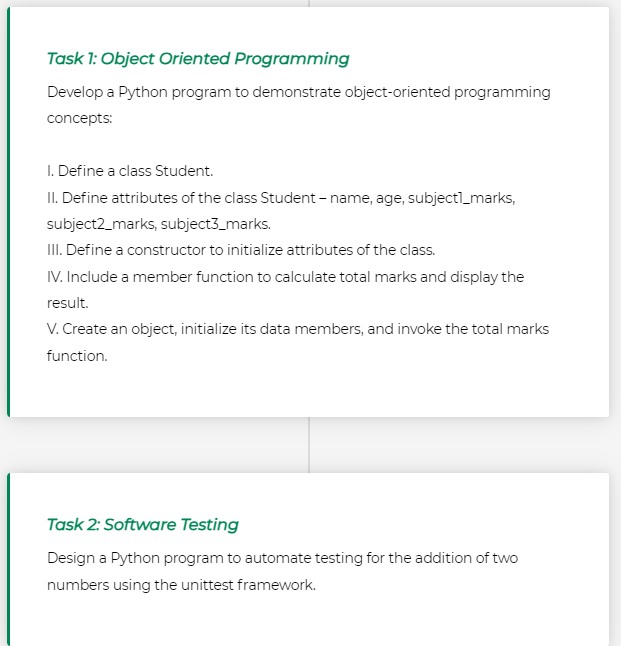 Task 1: Object Oriented Programming
Develop a Python program to demonstrate object-oriented programming
concepts:
I. Define a class Student.
II. Define attributes of the class Student – name, age, subject1_marks,
subject2_marks, subject3_marks.
III. Define a constructor to initialize attributes of the class.
IV. Include a member function to calculate total marks and display the
result.
V. Create an object, initialize its data members, and invoke the total marks
function.
Task 2: Software Testing
Design a Python program to automate testing for the addition of two
numbers using the unittest framework.